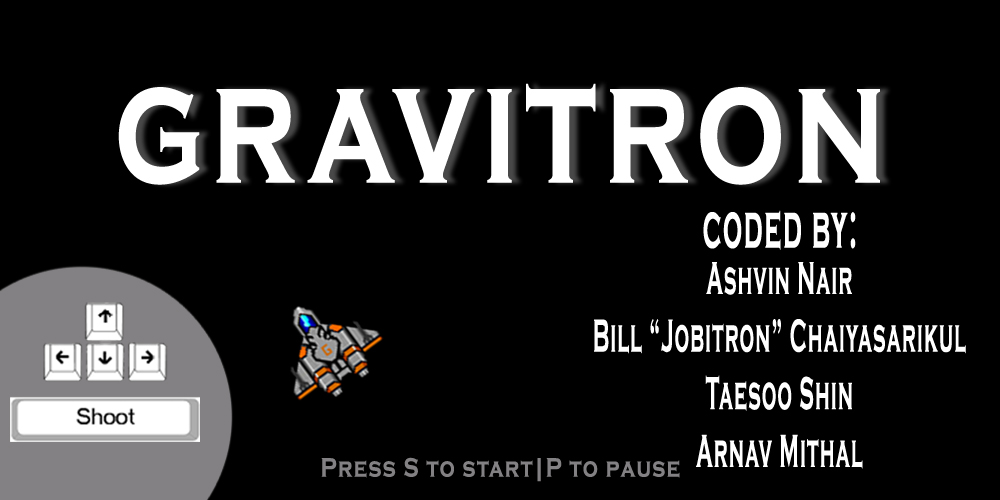 GRAVITRON
CODED BY:
ASHVIN NAIR
BILL “JOBITRON” CHAIYASARIKUL
TAESOO SHIN
ARNAV MITHAL
↑
← ↓ →
Shoot
G
PRESS S TO START|P TO PAUSE